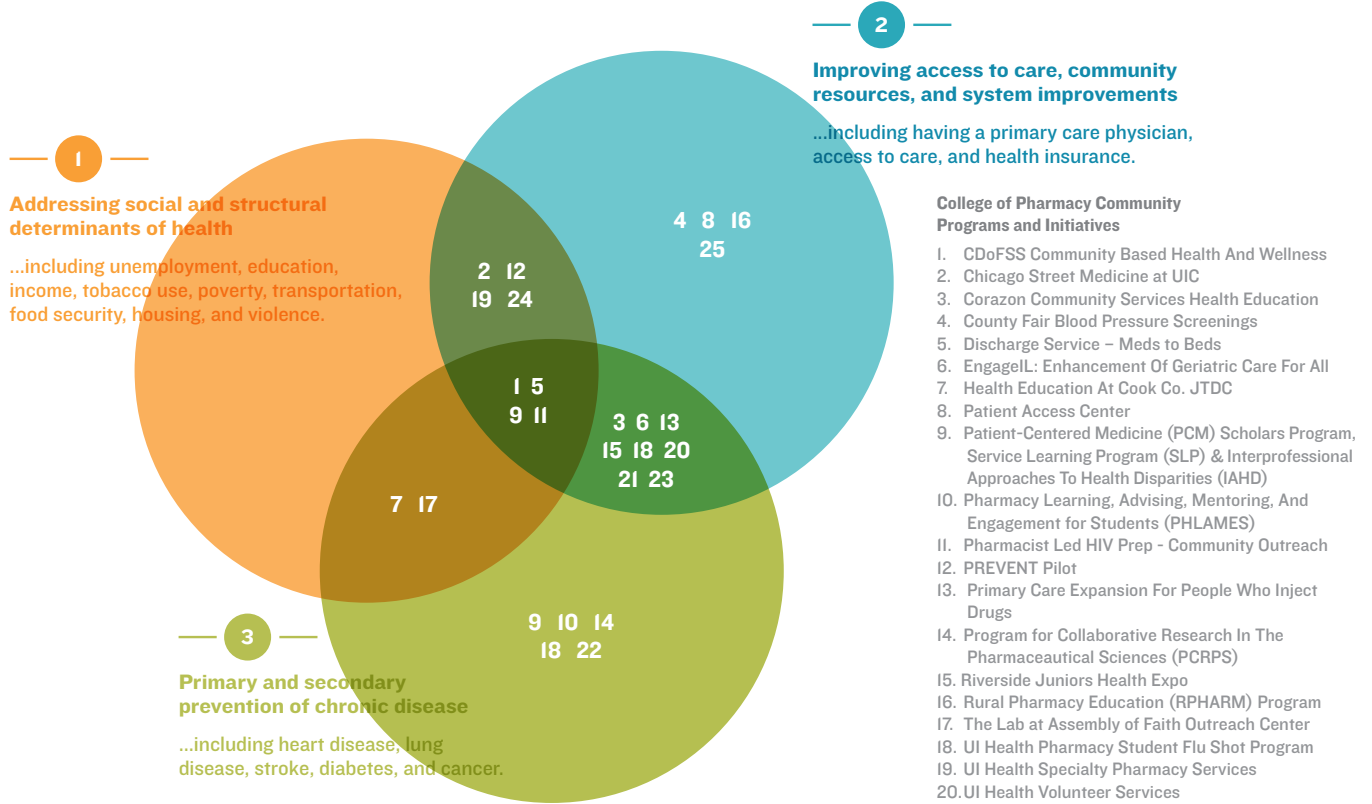 1
Addressing social and structural
determinants of health
...including unemployment, education,
income, tobacco use, poverty, transportation,
food security, housing, and violence.
2
Improving access to care, community
resources, and system improvements
...including having a primary care physician,
access to care, and health insurance.
4 8 16
25
2 12
19 24
1 5
9 11
3 6 13
15 18 20
21 23
7 17
9 10 14
18 22
3
Primary and secondary
prevention of chronic disease
...including heart disease, lung
disease, stroke, diabetes, and cancer.
College of Pharmacy Community
Programs and Initiatives
1. CDoFSS Community Based Health And Wellness
2. Chicago Street Medicine at UIC
3. Corazon Community Services Health Education
4. County Fair Blood Pressure Screenings
5. Discharge Service – Meds to Beds
6. EngageIL: Enhancement Of Geriatric Care For All
7. Health Education At Cook Co. JTDC
8. Patient Access Center
9. Patient-Centered Medicine (PCM) Scholars Program,
Service Learning Program (SLP) & Interprofessional
Approaches To Health Disparities (IAHD)
10. Pharmacy Learning, Advising, Mentoring, And
Engagement for Students (PHLAMES)
11. Pharmacist Led HIV Prep - Community Outreach
12. PREVENT Pilot
13. Primary Care Expansion For People Who Inject
Drugs
14. Program for Collaborative Research In The
Pharmaceutical Sciences (PCRPS)
15. Riverside Juniors Health Expo
16. Rural Pharmacy Education (RPHARM) Program
17. The Lab at Assembly of Faith Outreach Center
18. UI Health Pharmacy Student Flu Shot Program
19. UI Health Specialty Pharmacy Services
20. UI Health Volunteer Services